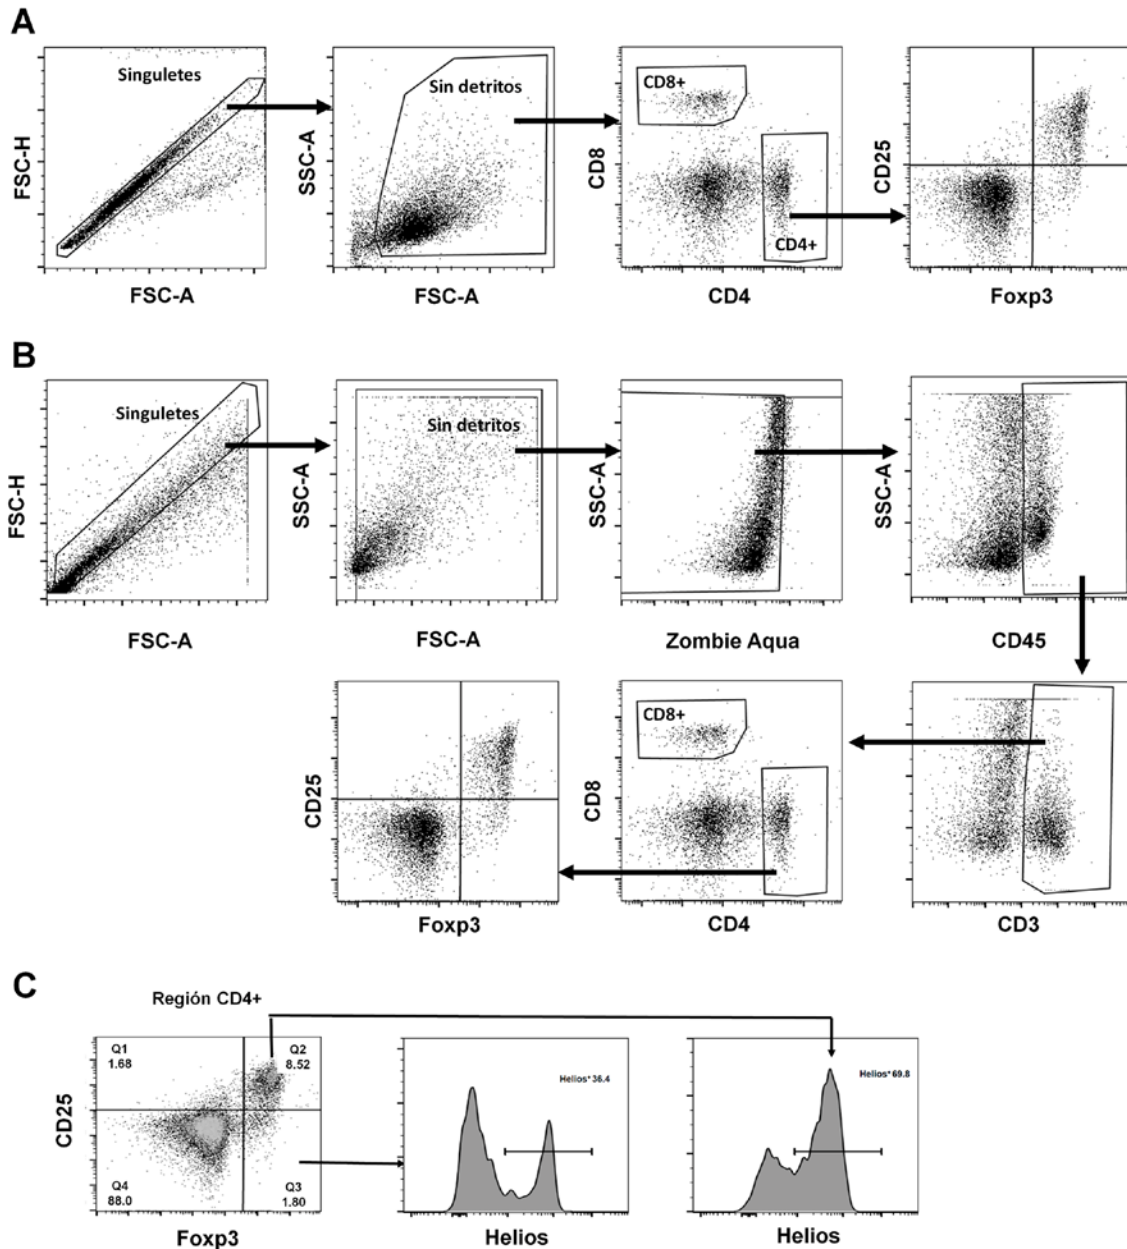 A
Singuletes
FSC-H
FSC-A
Sin detritos
SSC-A
FSC-A
CD8+
CD4+
CD8
CD4
CD25
Foxp3
B
Singuletes
FSC-H
FSC-A
Sin detritos
SSC-A
FSC-A
SSC-A
Zombie Aqua
SSC-A
CD45
CD25
Foxp3
CD8+
CD8
CD4
CD3
C
Región CD4+
Q1
1.68
Q2
8.52
Q4
88.0
Q3
1.80
CD25
Foxp3
Helios+36.4
Helios
Helios+69.8
Helios